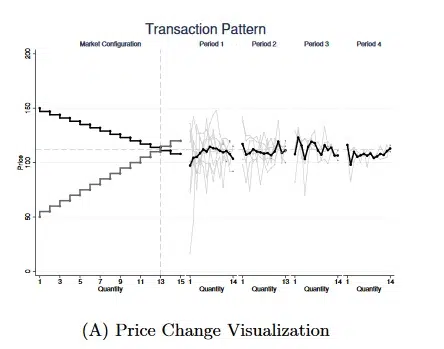 Transaction Pattern
Market Configuration Period 1 Period 2 Period 3 Period 4
200
150
100
50
0
Price
1 3 5 7 9 11 13 15 1 14 1 13 1 14 1 14
Quantity Quantity Quantity Quantity Quantity
(A) Price Change Visualization